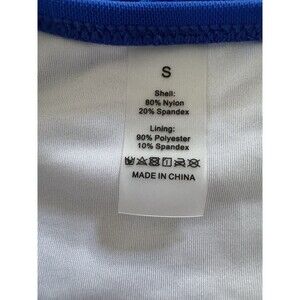 S
Shell:
80% Nylon
20% Spandex
Lining:
90% Polyester
10% Spandex
MADE IN CHINA